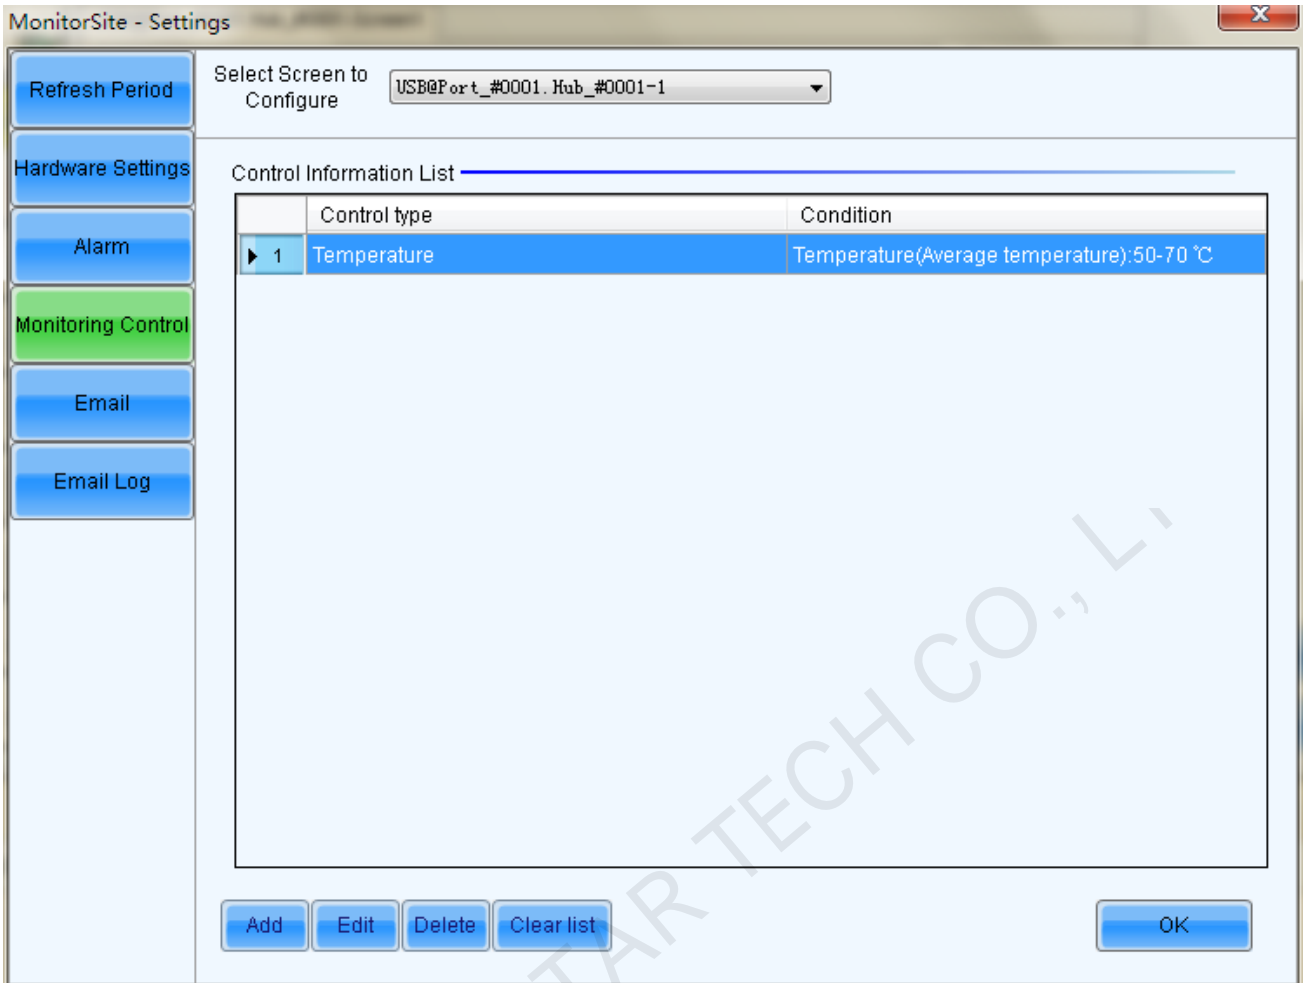 MonitorSite - Settings
Refresh Period
Hardware Settings
Alarm
Monitoring Control
Email
Email Log
Select Screen to
Configure
USB@Port_#0001.Hub_#0001-1
Control Information List
Control type Condition
1 Temperature Temperature(Average temperature):50-70 ℃
Add Edit Delete Clear list OK
TAR TECH CO.,